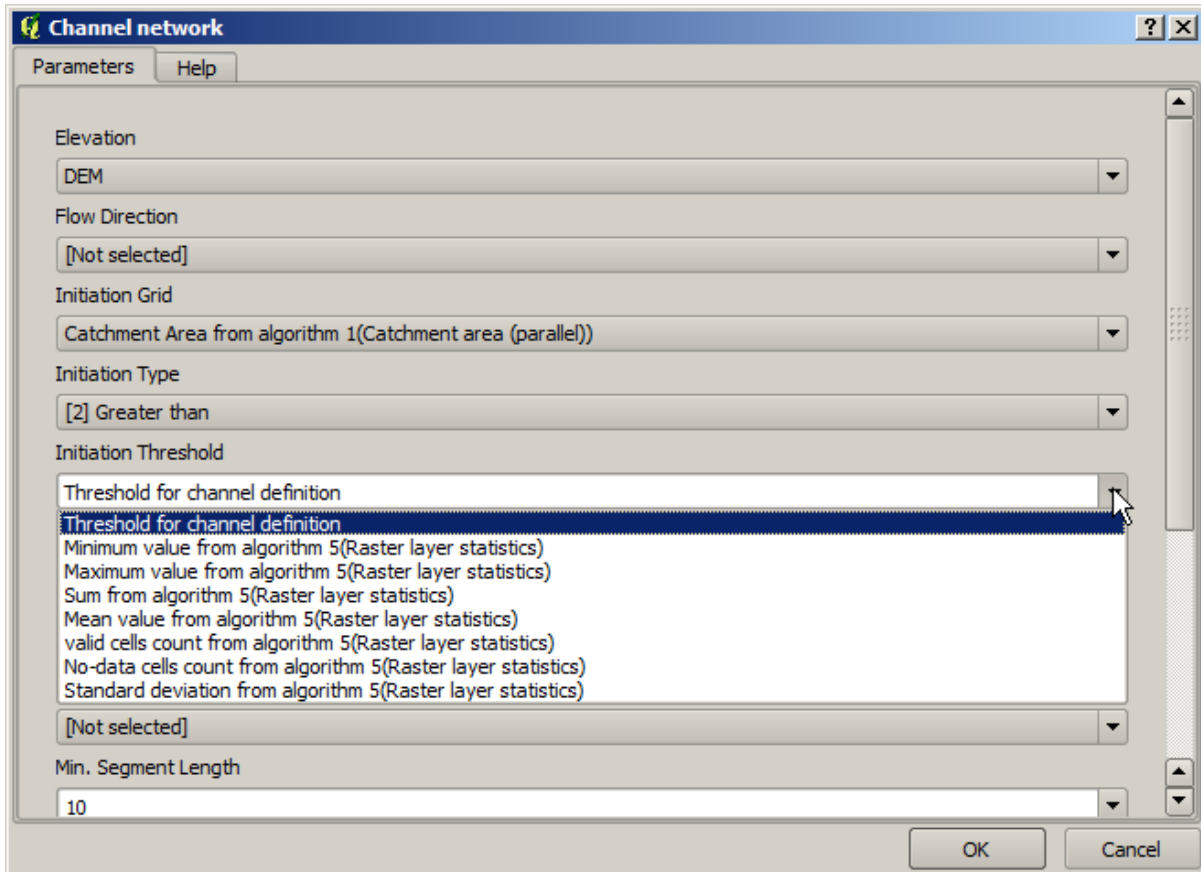 Channel network
Parameters
Help
Elevation
DEM
Flow Direction
[Not selected]
Initiation Grid
Catchment Area from algorithm 1(Catchment area (parallel))
Initiation Type
[2] Greater than
Initiation Threshold
Threshold for channel definition
Threshold for channel definition
Minimum value from algorithm 5(Raster layer statistics)
Maximum value from algorithm 5(Raster layer statistics)
Sum from algorithm 5(Raster layer statistics)
Mean value from algorithm 5(Raster layer statistics)
valid cells count from algorithm 5(Raster layer statistics)
No-data cells count from algorithm 5(Raster layer statistics)
Standard deviation from algorithm 5(Raster layer statistics)
[Not selected]
Min. Segment Length
10
OK
Cancel